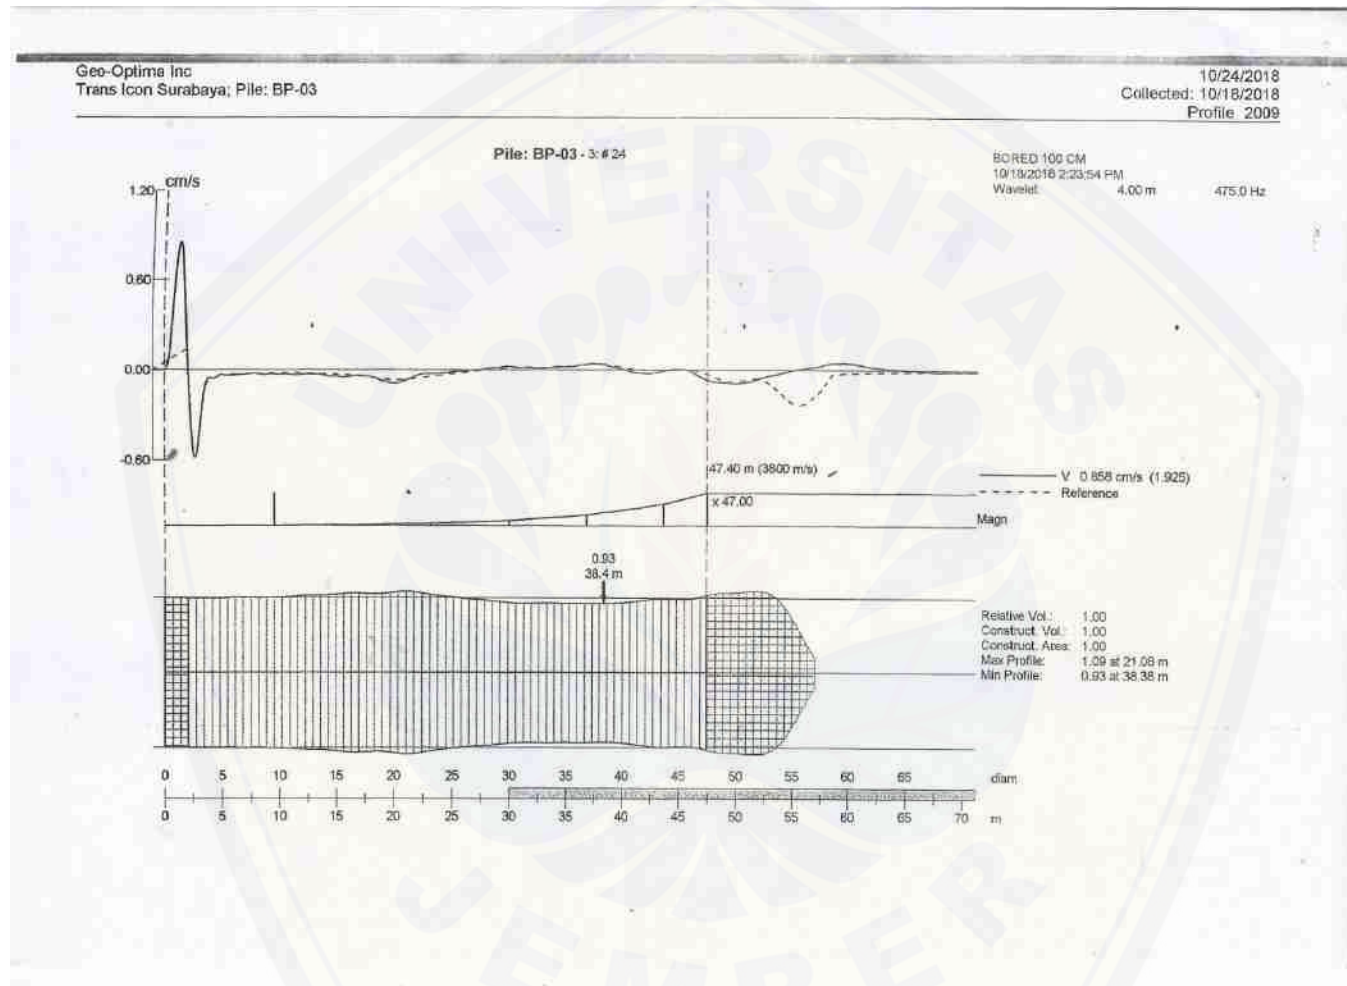 Geo-Optima Inc
Trans Icon Surabaya; Pile: BP-03
10/24/2018
Collected: 10/18/2018
Profile 2009
Pile: BP-03 - 3: # 24
BORED 100 CM
10/18/2018 2:23:54 PM
Wavelet: 4.00 m 475.0 Hz
cm/s
1.20
0.60
0.00
-0.60
47.40 m (3800 m/s)
x 47.00
V 0.858 cm/s (1.925)
Reference
Magn
0.93
38.4 m
Relative Vol.: 1.00
Construct. Vol.: 1.00
Construct. Area: 1.00
Max Profile: 1.09 at 21.08 m
Min Profile: 0.93 at 38.38 m
0 5 10 15 20 25 30 35 40 45 50 55 60 65 diam
0 5 10 15 20 25 30 35 40 45 50 55 60 65 70 m
UNIVERSITAS
JEMBER